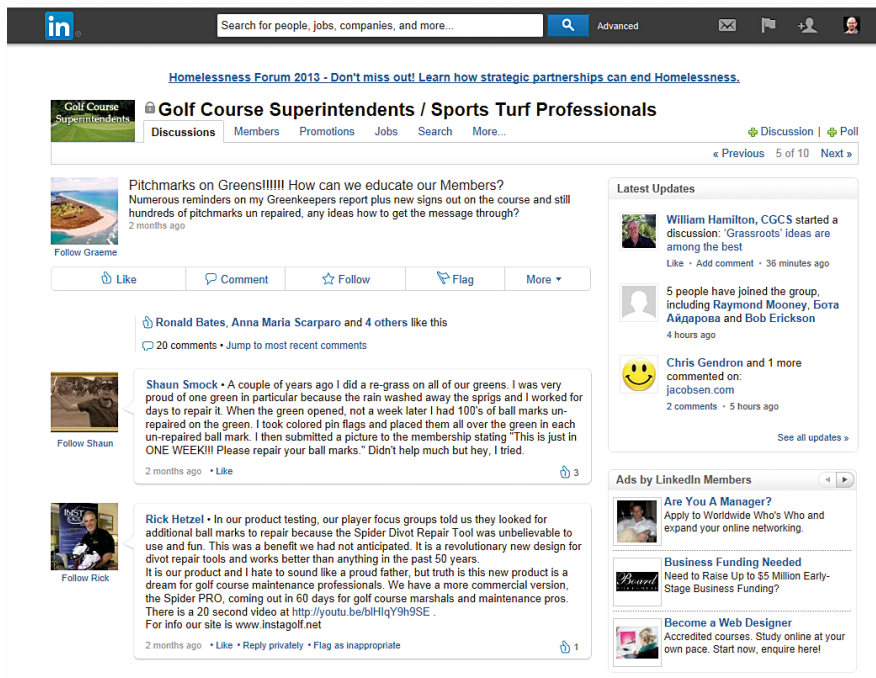 in
Search for people, jobs, companies, and more...
Advanced
Homelessness Forum 2013 - Don't miss out! Learn how strategic partnerships can end Homelessness.
Golf Course
Superintendents
Golf Course Superintendents / Sports Turf Professionals
Discussions Members Promotions Jobs Search More...
Discussion | Poll
« Previous 5 of 10 Next »
Pitchmarks on Greens!!!!!! How can we educate our Members?
Numerous reminders on my Greenkeepers report plus new signs out on the course and still
hundreds of pitchmarks un repaired, any ideas how to get the message through?
2 months ago
Follow Graeme
Like Comment Follow Flag More
Ronald Bates, Anna Maria Scarparo and 4 others like this
20 comments • Jump to most recent comments
Shaun Smock • A couple of years ago I did a re-grass on all of our greens. I was very
proud of one green in particular because the rain washed away the sprigs and I worked for
days to repair it. When the green opened, not a week later I had 100's of ball marks un-
repaired on the green. I took colored pin flags and placed them all over the green in each
un-repaired ball mark. I then submitted a picture to the membership stating "This is just in
ONE WEEK!!! Please repair your ball marks." Didn't help much but hey, I tried.
Follow Shaun
2 months ago • Like
3
Rick Hetzel • In our product testing, our player focus groups told us they looked for
additional ball marks to repair because the Spider Divot Repair Tool was unbelievable to
use and fun. This was a benefit we had not anticipated. It is a revolutionary new design for
divot repair tools and works better than anything in the past 50 years.
It is our product and I hate to sound like a proud father, but truth is this new product is a
dream for golf course maintenance professionals. We have a more commercial version,
the Spider PRO, coming out in 60 days for golf course marshals and maintenance pros.
There is a 20 second video at http://youtu.be/blHIqY9h9SE .
For info our site is www.instagolf.net
Follow Rick
2 months ago • Like • Reply privately • Flag as inappropriate
1
Latest Updates
William Hamilton, CGCS started a
discussion: 'Grassroots' ideas are
among the best
Like • Add comment • 36 minutes ago
5 people have joined the group,
including Raymond Mooney, Бота
Айдарова and Bob Erickson
4 hours ago
Chris Gendron and 1 more
commented on:
jacobsen.com
2 comments • 5 hours ago
See all updates »
Ads by LinkedIn Members
Are You A Manager?
Apply to Worldwide Who's Who and
expand your online networking.
Business Funding Needed
Need to Raise Up to $5 Million Early-
Stage Business Funding?
Board
Become a Web Designer
Accredited courses. Study online at your
own pace. Start now, enquire here!